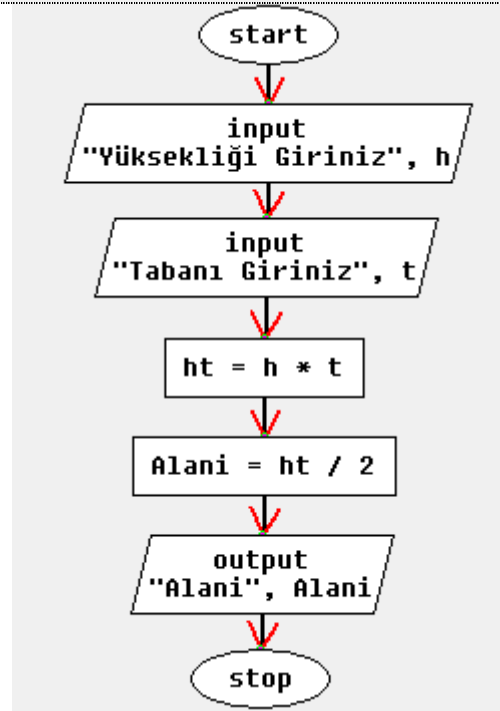 start
input
"Yüksekliği Giriniz", h
input
"Tabanı Giriniz", t
ht = h * t
Alani = ht / 2
output
"Alani", Alani
stop